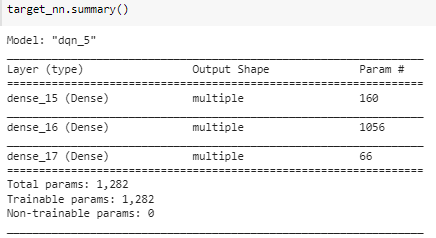 target_nn.summary()
Model: "dqn_5"
_________________________________________________________________
Layer (type)                 Output Shape              Param #
=================================================================
dense_15 (Dense)             multiple                  160
_________________________________________________________________
dense_16 (Dense)             multiple                  1056
_________________________________________________________________
dense_17 (Dense)             multiple                  66
=================================================================
Total params: 1,282
Trainable params: 1,282
Non-trainable params: 0
_________________________________________________________________